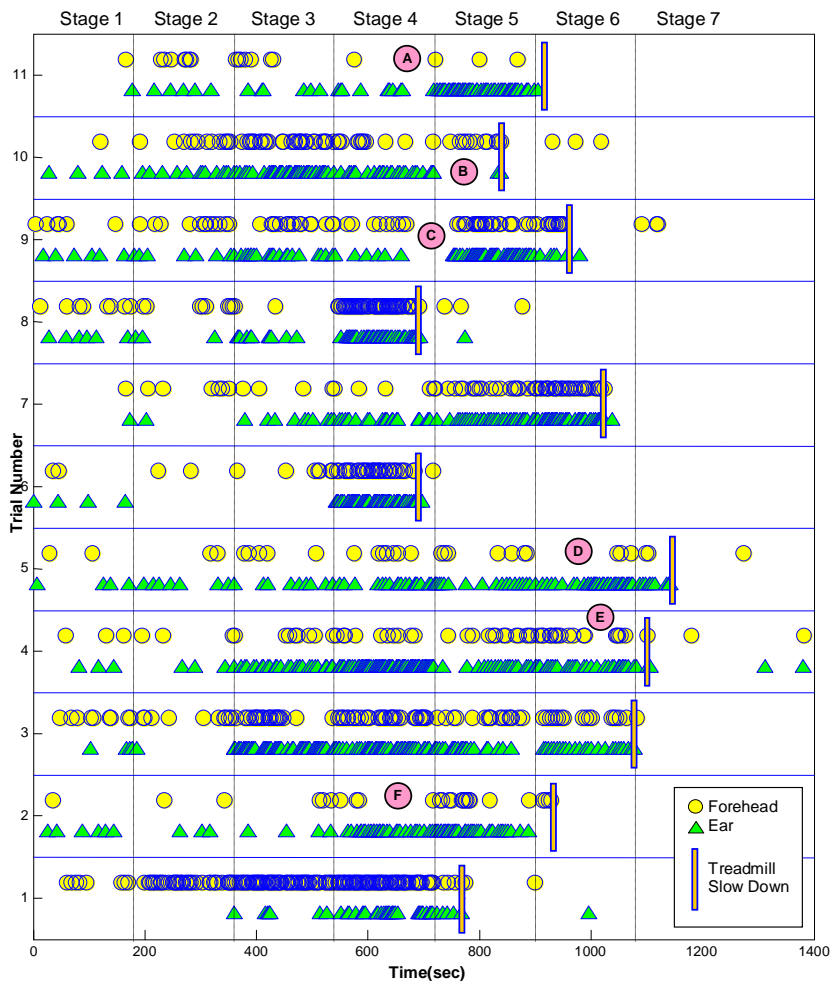 Stage 1 Stage 2 Stage 3 Stage 4 Stage 5 Stage 6 Stage 7
11
A
10
B
9
C
8
7
6
Trial Number
5
D
4
E
3
2
F
1
Forehead
Ear
Treadmill
Slow Down
0 200 400 600 800 1000 1200 1400
Time(sec)